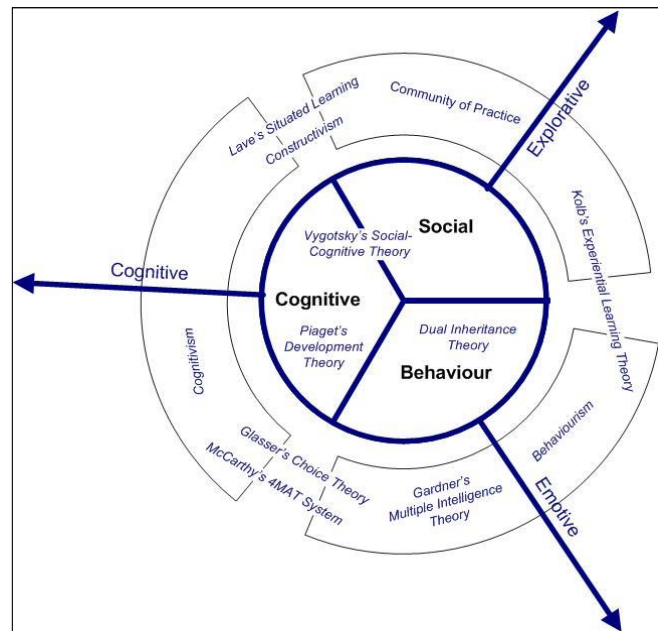 Lave's Situated Learning
Constructivism
Community of Practice
Explorative
Kolb's Experiential Learning Theory
Social
Vygotsky's Social-
Cognitive Theory
Cognitive
Cognitive
Piaget's
Development
Theory
Dual Inheritance
Theory
Behaviour
Cognitivism
Behaviourism
Glasser's Choice Theory
McCarthy's 4MAT System
Gardner's
Multiple Intelligence
Theory
Emotive